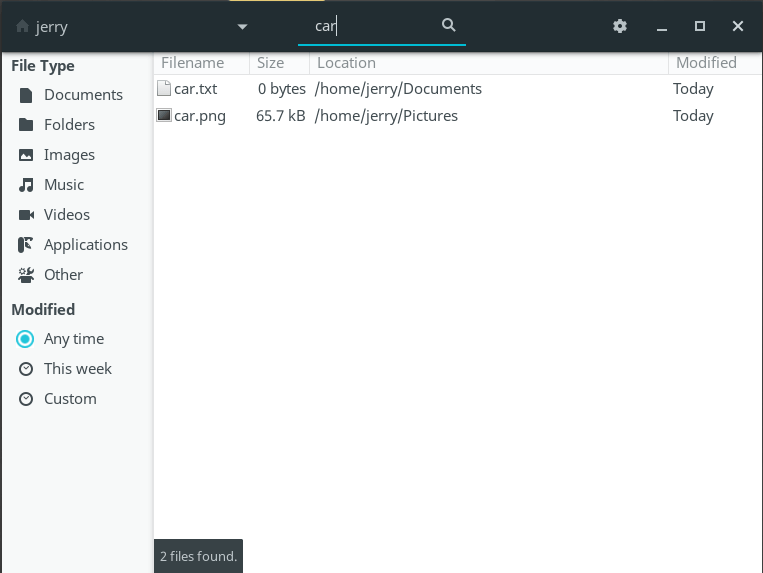 jerry car
File Type
Documents
Folders
Images
Music
Videos
Applications
Other
Modified
Any time
This week
Custom
Filename Size Location Modified
car.txt 0 bytes /home/jerry/Documents Today
car.png 65.7 kB /home/jerry/Pictures Today
2 files found.